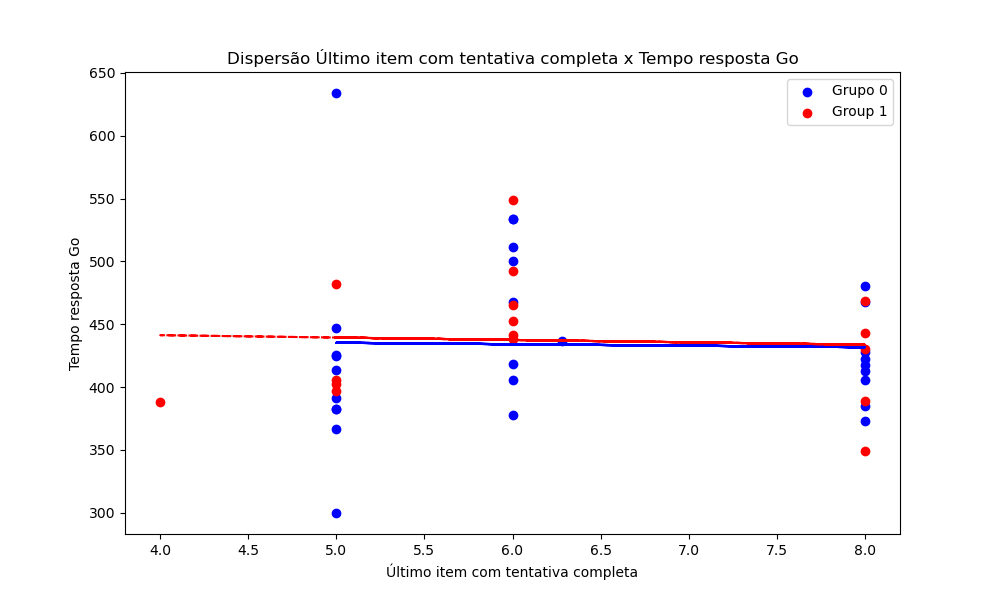 Dispersão Último item com tentativa completa x Tempo resposta Go
Grupo 0
Group 1
Tempo resposta Go
650
600
550
500
450
400
350
300
4.0 4.5 5.0 5.5 6.0 6.5 7.0 7.5 8.0
Último item com tentativa completa